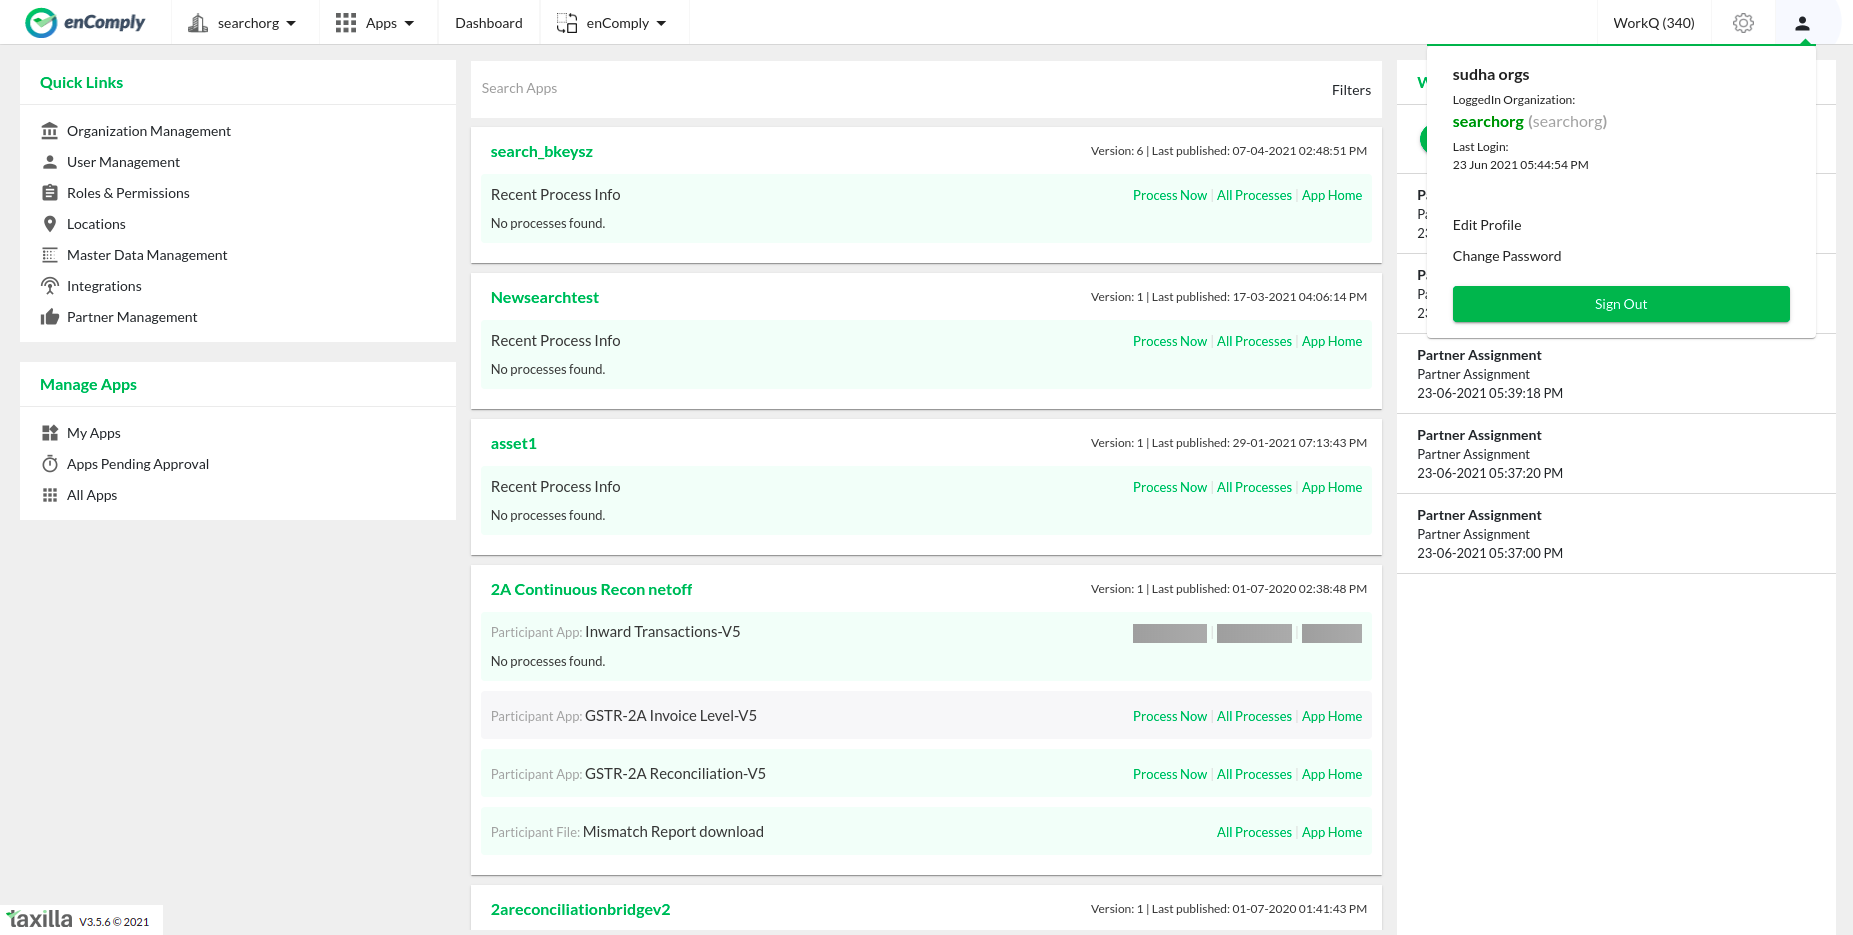 enComply
searchorg
Apps
Dashboard
enComply
WorkQ (340)
Quick Links
Organization Management
User Management
Roles & Permissions
Locations
Master Data Management
Integrations
Partner Management
Manage Apps
My Apps
Apps Pending Approval
All Apps
taxilla V3.5.6 © 2021
Search Apps
Filters
search_bkeysz
Version: 6 | Last published: 07-04-2021 02:48:51 PM
Recent Process Info
Process Now | All Processes | App Home
No processes found.
Newsearchtest
Version: 1 | Last published: 17-03-2021 04:06:14 PM
Recent Process Info
Process Now | All Processes | App Home
No processes found.
asset1
Version: 1 | Last published: 29-01-2021 07:13:43 PM
Recent Process Info
Process Now | All Processes | App Home
No processes found.
2A Continuous Recon netoff
Version: 1 | Last published: 01-07-2020 02:38:48 PM
Participant App: Inward Transactions-V5
No processes found.
Participant App: GSTR-2A Invoice Level-V5
Process Now | All Processes | App Home
Participant App: GSTR-2A Reconciliation-V5
Process Now | All Processes | App Home
Participant File: Mismatch Report download
All Processes | App Home
2areconciliationbridgev2
Version: 1 | Last published: 01-07-2020 01:41:43 PM
sudha orgs
LoggedIn Organization:
searchorg (searchorg)
Last Login:
23 Jun 2021 05:44:54 PM
Edit Profile
Change Password
Sign Out
Partner Assignment
Partner Assignment
23-06-2021 05:39:18 PM
Partner Assignment
Partner Assignment
23-06-2021 05:37:20 PM
Partner Assignment
Partner Assignment
23-06-2021 05:37:00 PM